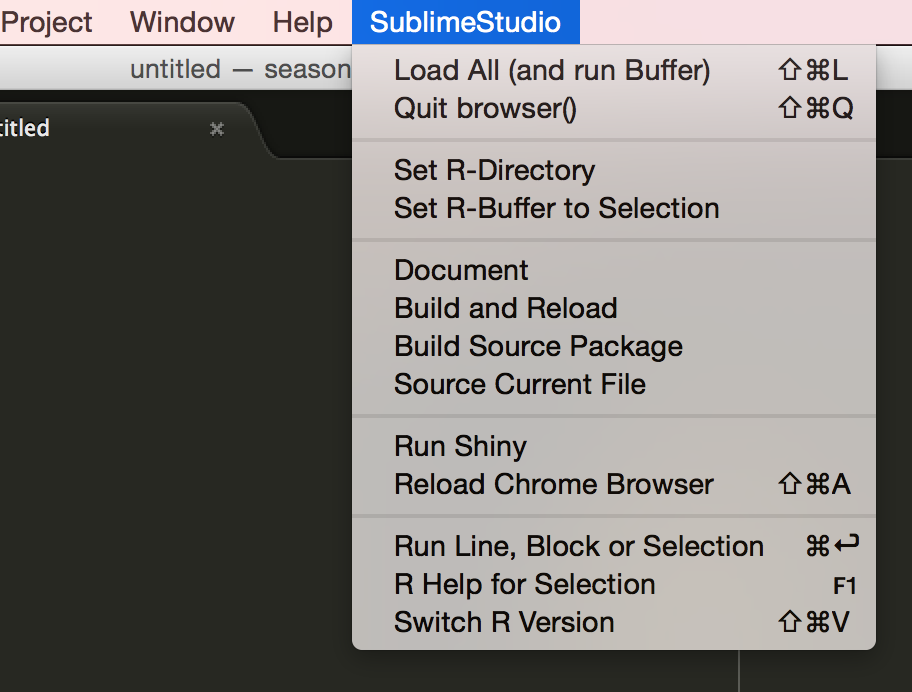 Project Window Help SublimeStudio
untitled — season
titled
Load All (and run Buffer) ⇧⌘L
Quit browser() ⇧⌘Q
Set R-Directory
Set R-Buffer to Selection
Document
Build and Reload
Build Source Package
Source Current File
Run Shiny
Reload Chrome Browser ⇧⌘A
Run Line, Block or Selection ⌘↩
R Help for Selection F1
Switch R Version ⇧⌘V